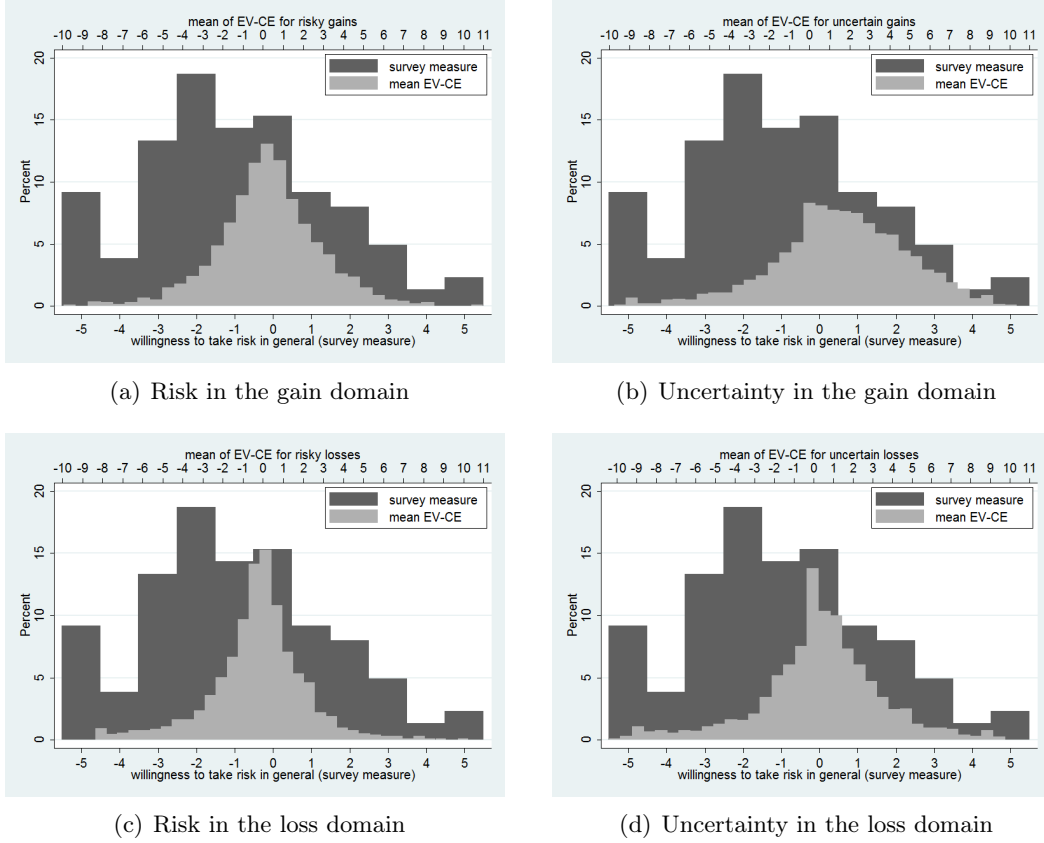 mean of EV-CE for risky gains
-10 -9 -8 -7 -6 -5 -4 -3 -2 -1 0 1 2 3 4 5 6 7 8 9 10 11
survey measure
mean EV-CE
Percent
20
15
10
5
0
-5 -4 -3 -2 -1 0 1 2 3 4 5
willingness to take risk in general (survey measure)
(a) Risk in the gain domain
mean of EV-CE for uncertain gains
-10 -9 -8 -7 -6 -5 -4 -3 -2 -1 0 1 2 3 4 5 6 7 8 9 10 11
survey measure
mean EV-CE
Percent
20
15
10
5
0
-5 -4 -3 -2 -1 0 1 2 3 4 5
willingness to take risk in general (survey measure)
(b) Uncertainty in the gain domain
mean of EV-CE for risky losses
-10 -9 -8 -7 -6 -5 -4 -3 -2 -1 0 1 2 3 4 5 6 7 8 9 10 11
survey measure
mean EV-CE
Percent
20
15
10
5
0
-5 -4 -3 -2 -1 0 1 2 3 4 5
willingness to take risk in general (survey measure)
(c) Risk in the loss domain
mean of EV-CE for uncertain losses
-10 -9 -8 -7 -6 -5 -4 -3 -2 -1 0 1 2 3 4 5 6 7 8 9 10 11
survey measure
mean EV-CE
Percent
20
15
10
5
0
-5 -4 -3 -2 -1 0 1 2 3 4 5
willingness to take risk in general (survey measure)
(d) Uncertainty in the loss domain